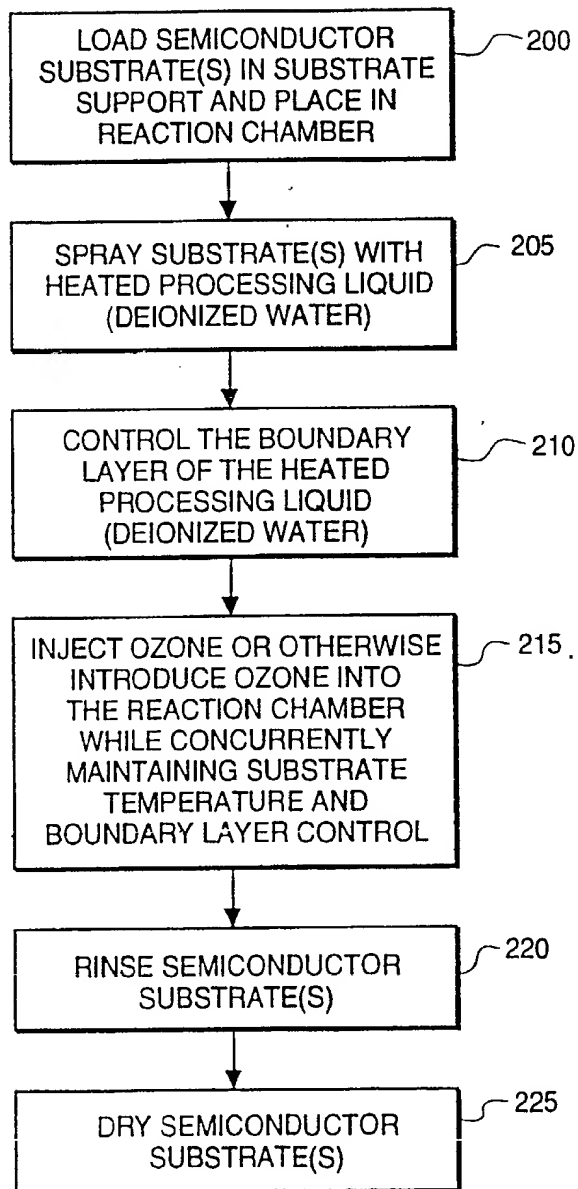 LOAD SEMICONDUCTOR
SUBSTRATE(S) IN SUBSTRATE
SUPPORT AND PLACE IN
REACTION CHAMBER
200
SPRAY SUBSTRATE(S) WITH
HEATED PROCESSING LIQUID
(DEIONIZED WATER)
205
CONTROL THE BOUNDARY
LAYER OF THE HEATED
PROCESSING LIQUID
(DEIONIZED WATER)
210
INJECT OZONE OR OTHERWISE
INTRODUCE OZONE INTO
THE REACTION CHAMBER
WHILE CONCURRENTLY
MAINTAINING SUBSTRATE
TEMPERATURE AND
BOUNDARY LAYER CONTROL
215
RINSE SEMICONDUCTOR
SUBSTRATE(S)
220
DRY SEMICONDUCTOR
SUBSTRATE(S)
225